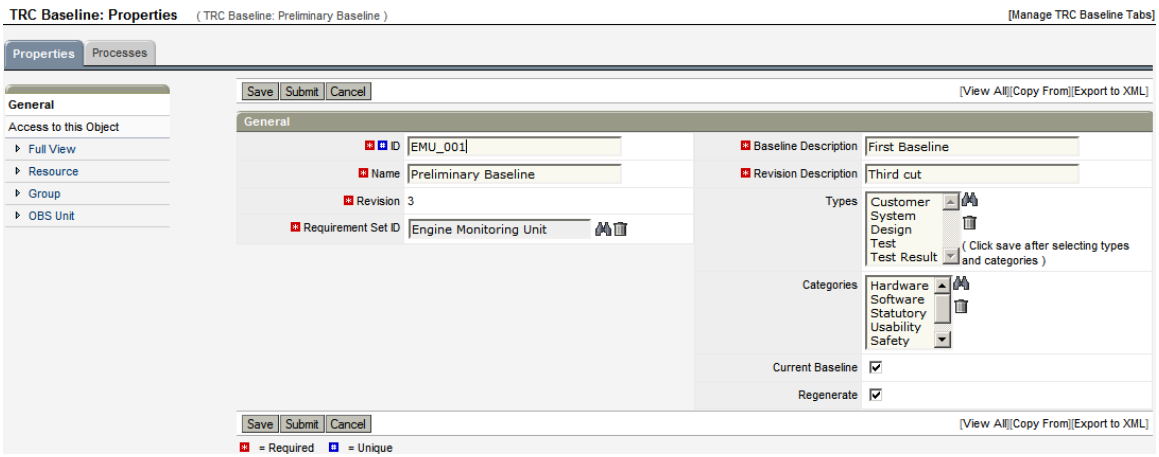 TRC Baseline: Properties ( TRC Baseline: Preliminary Baseline ) [Manage TRC Baseline Tabs]
Properties Processes
Save Submit Cancel [View All][Copy From][Export to XML]
General
Access to this Object
Full View
Resource
Group
OBS Unit
General
ID EMU_001
Name Preliminary Baseline
Revision 3
Requirement Set ID Engine Monitoring Unit
Baseline Description First Baseline
Revision Description Third cut
Types Customer
System
Design
Test
Test Result
( Click save after selecting types
and categories )
Categories Hardware
Software
Statutory
Usability
Safety
Current Baseline
Regenerate
Save Submit Cancel [View All][Copy From][Export to XML]
* = Required # = Unique